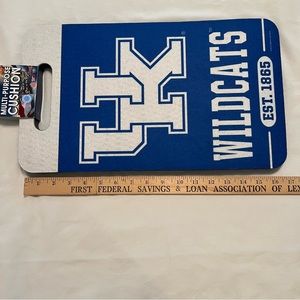 MULTI-PURPOSE
CUSHION
UK
WILDCATS
EST. 1865
FIRST FEDERAL SAVINGS & LOAN ASSOCIATION OF LEX